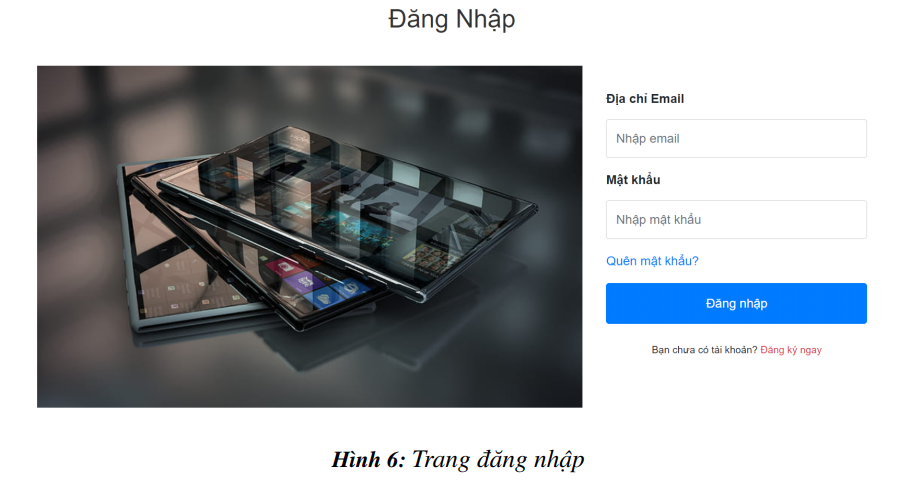 Đăng Nhập
Địa chỉ Email
Nhập email
Mật khẩu
Nhập mật khẩu
Quên mật khẩu?
Đăng nhập
Bạn chưa có tài khoản? Đăng ký ngay
Hình 6: Trang đăng nhập